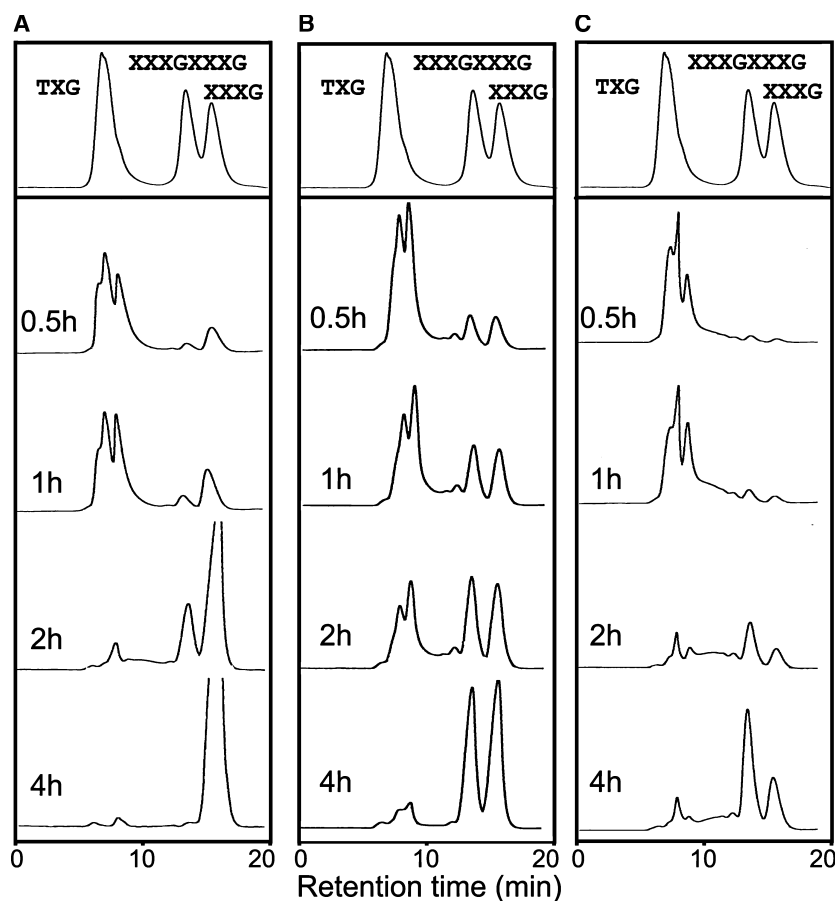 A
TXG
XXXGXXXG
XXXG
0.5h
1h
2h
4h
0 10 20
B
TXG
XXXGXXXG
XXXG
0.5h
1h
2h
4h
0 10 20
C
TXG
XXXGXXXG
XXXG
0.5h
1h
2h
4h
0 10 20
Retention time (min)